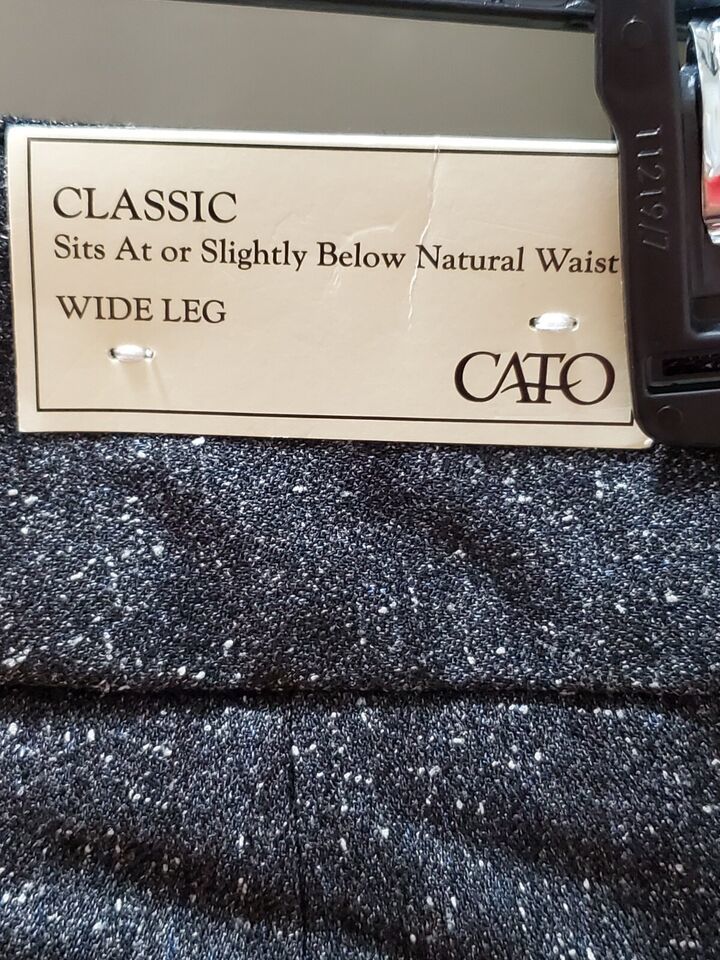 CLASSIC
Sits At or Slightly Below Natural Waist
WIDE LEG
CATO
11219/7